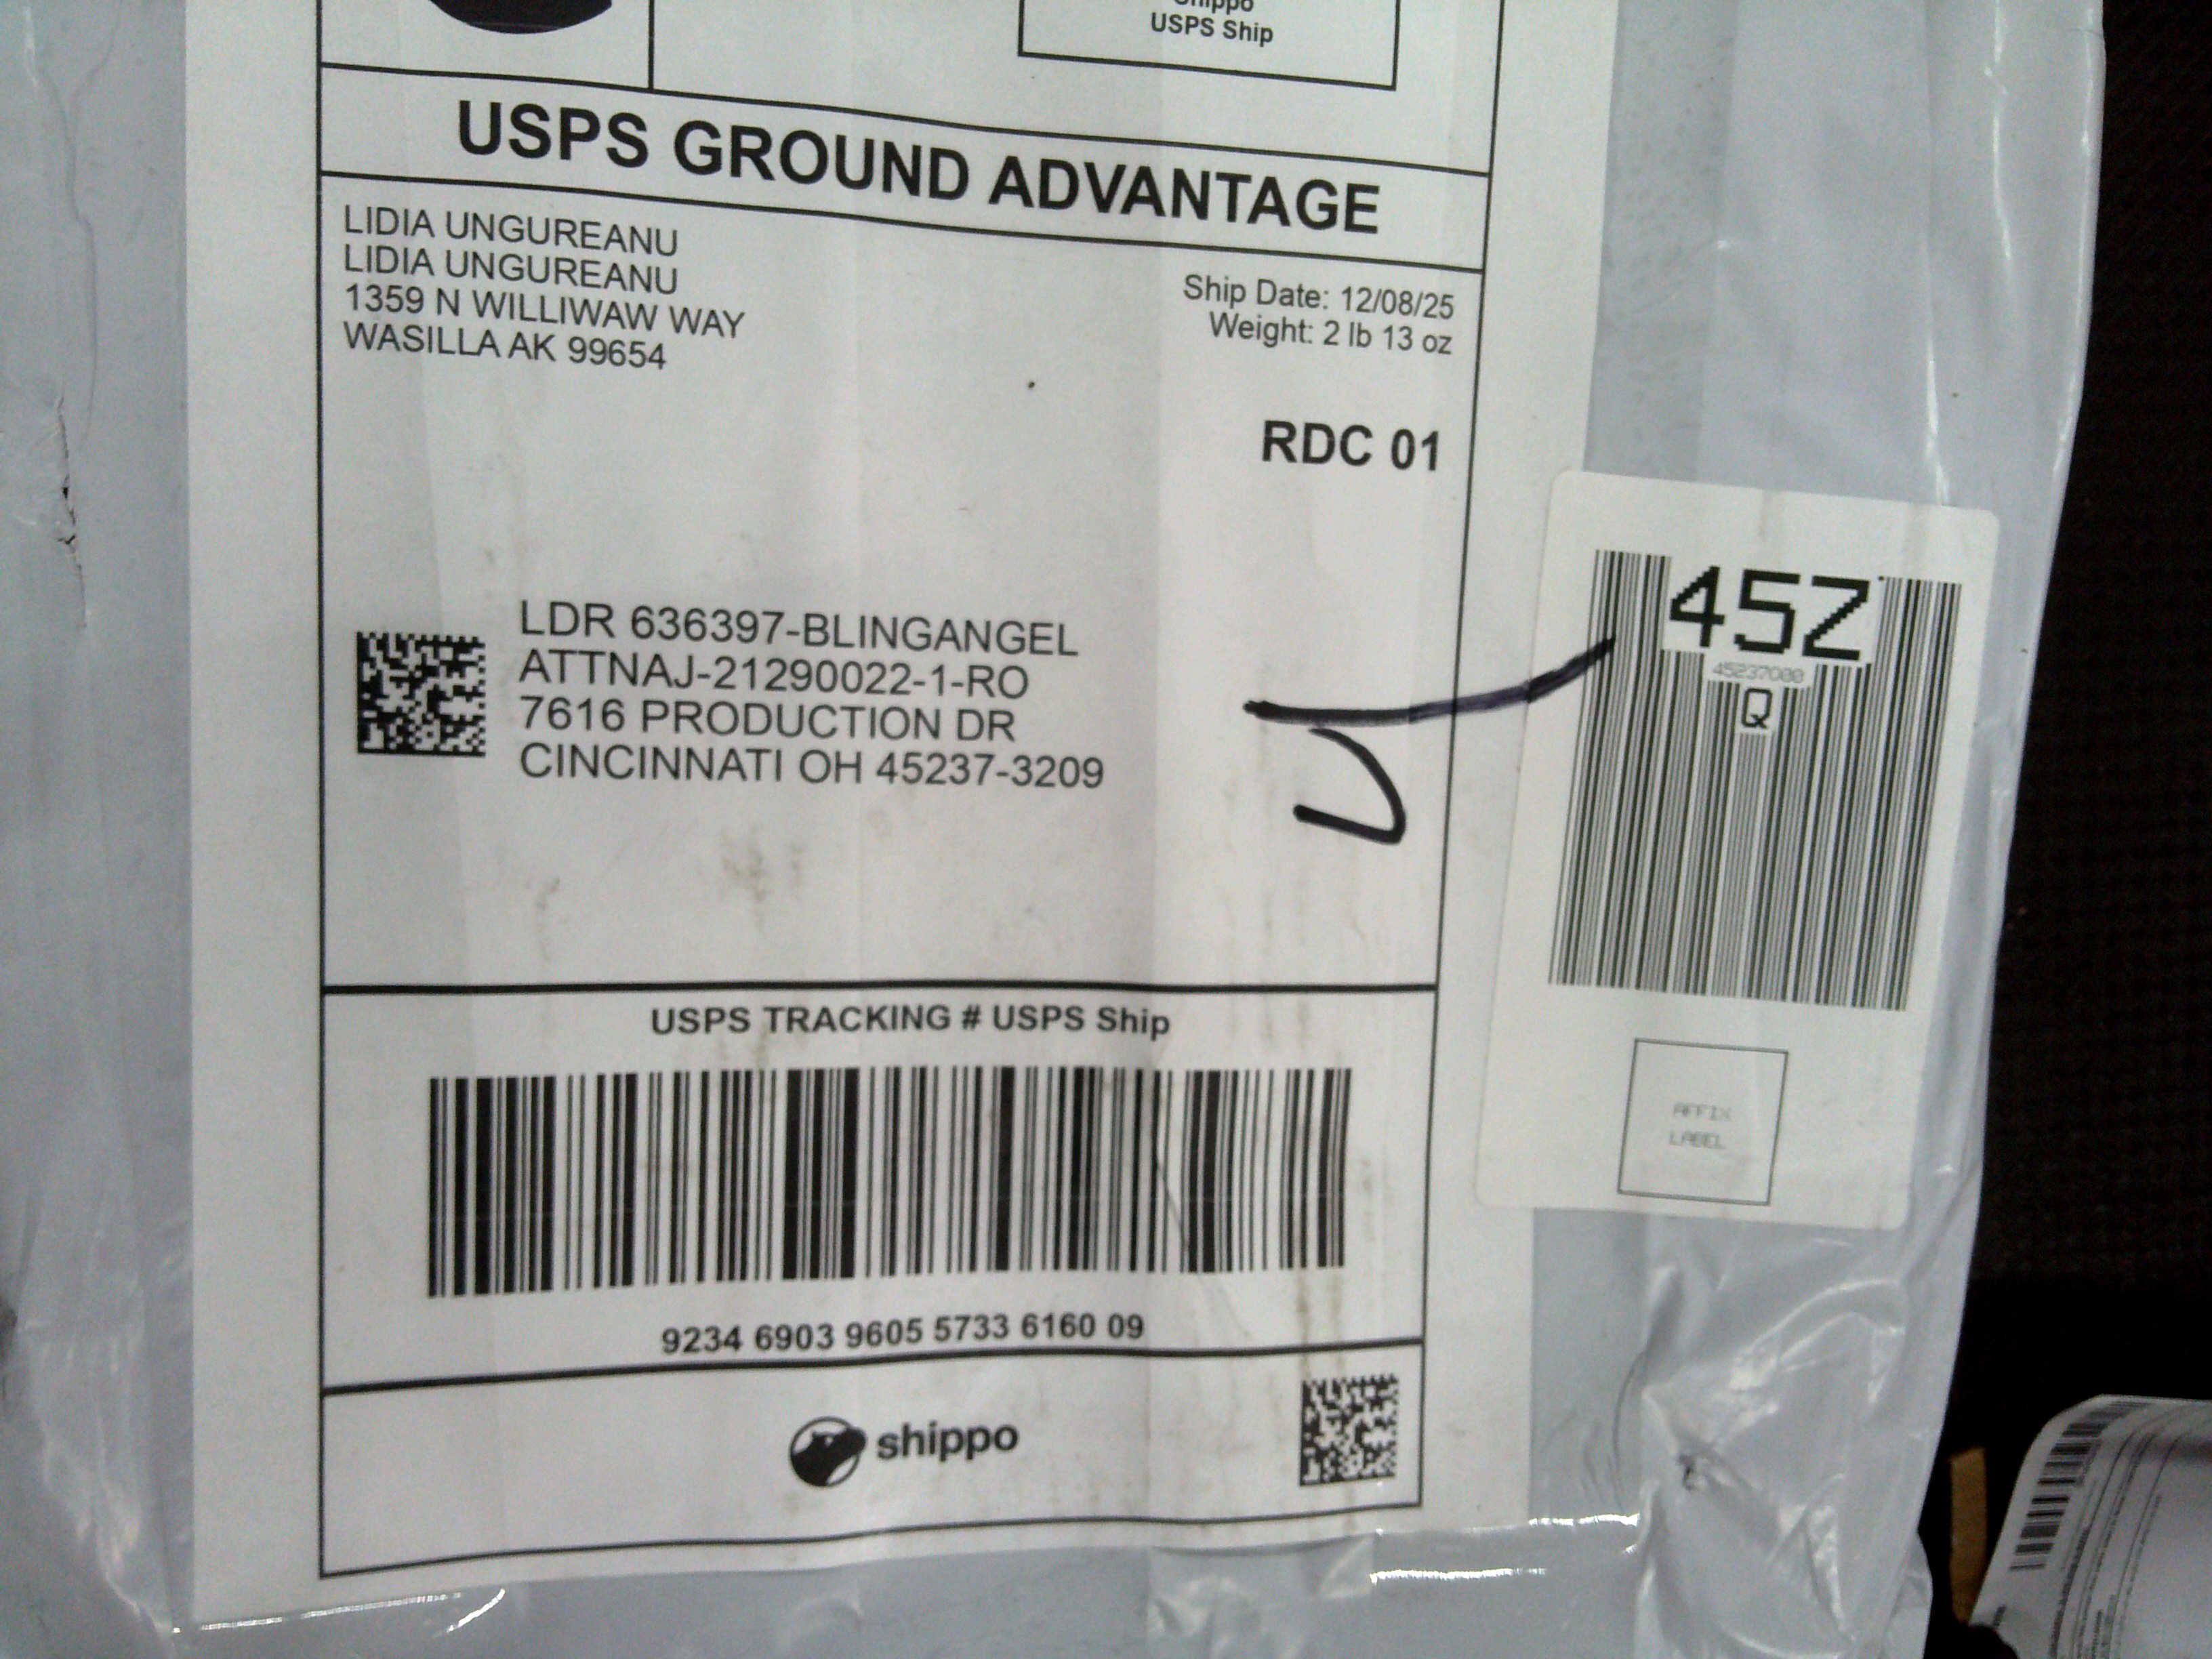 Shippo
USPS Ship
USPS GROUND ADVANTAGE
LIDIA UNGUREANU
LIDIA UNGUREANU
1359 N WILLIWAW WAY
WASILLA AK 99654
Ship Date: 12/08/25
Weight: 2 lb 13 oz
RDC 01
LDR 636397-BLINGANGEL
ATTNAJ-21290022-1-RO
7616 PRODUCTION DR
CINCINNATI OH 45237-3209
45Z
45237000
Q
AFFIX
LABEL
USPS TRACKING # USPS Ship
9234 6903 9605 5733 6160 09
shippo